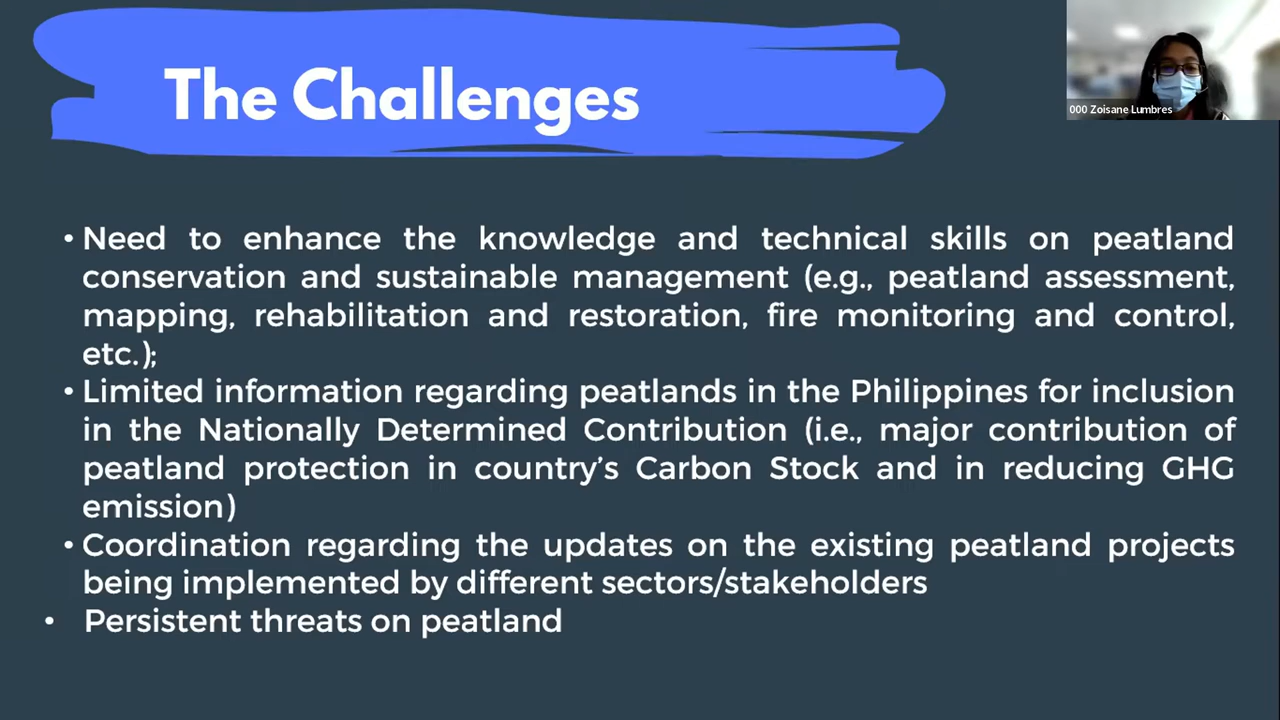 The Challenges
000 Zoisane Lumbres
• Need to enhance the knowledge and technical skills on peatland
conservation and sustainable management (e.g., peatland assessment,
mapping, rehabilitation and restoration, fire monitoring and control,
etc.);
• Limited information regarding peatlands in the Philippines for inclusion
in the Nationally Determined Contribution (i.e., major contribution of
peatland protection in country’s Carbon Stock and in reducing GHG
emission)
• Coordination regarding the updates on the existing peatland projects
being implemented by different sectors/stakeholders
• Persistent threats on peatland